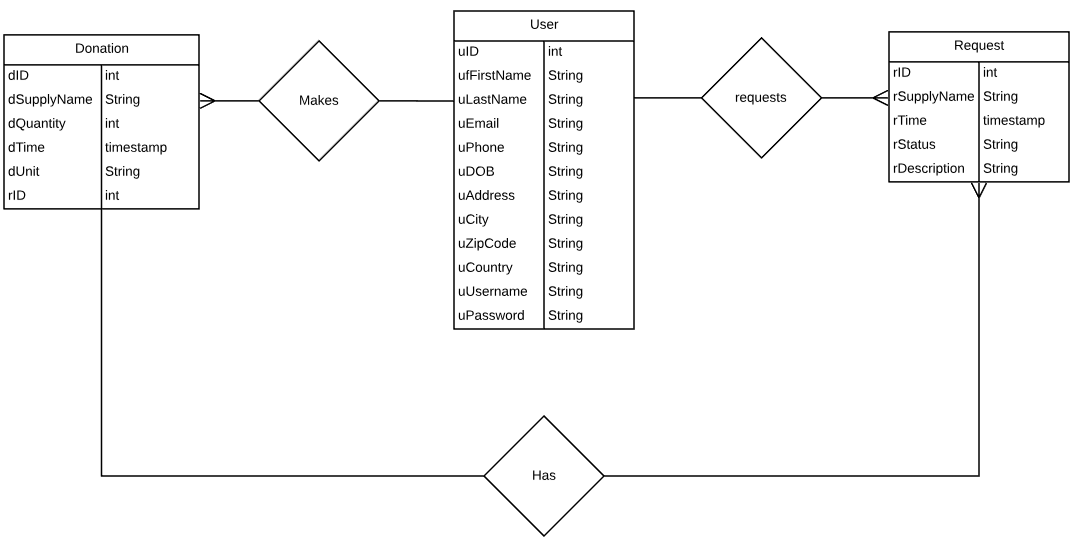 Donation
dID int
dSupplyName String
dQuantity int
dTime timestamp
dUnit String
rID int
Makes
User
uID int
ufFirstName String
uLastName String
uEmail String
uPhone String
uDOB String
uAddress String
uCity String
uZipCode String
uCountry String
uUsername String
uPassword String
requests
Request
rID int
rSupplyName String
rTime timestamp
rStatus String
rDescription String
Has